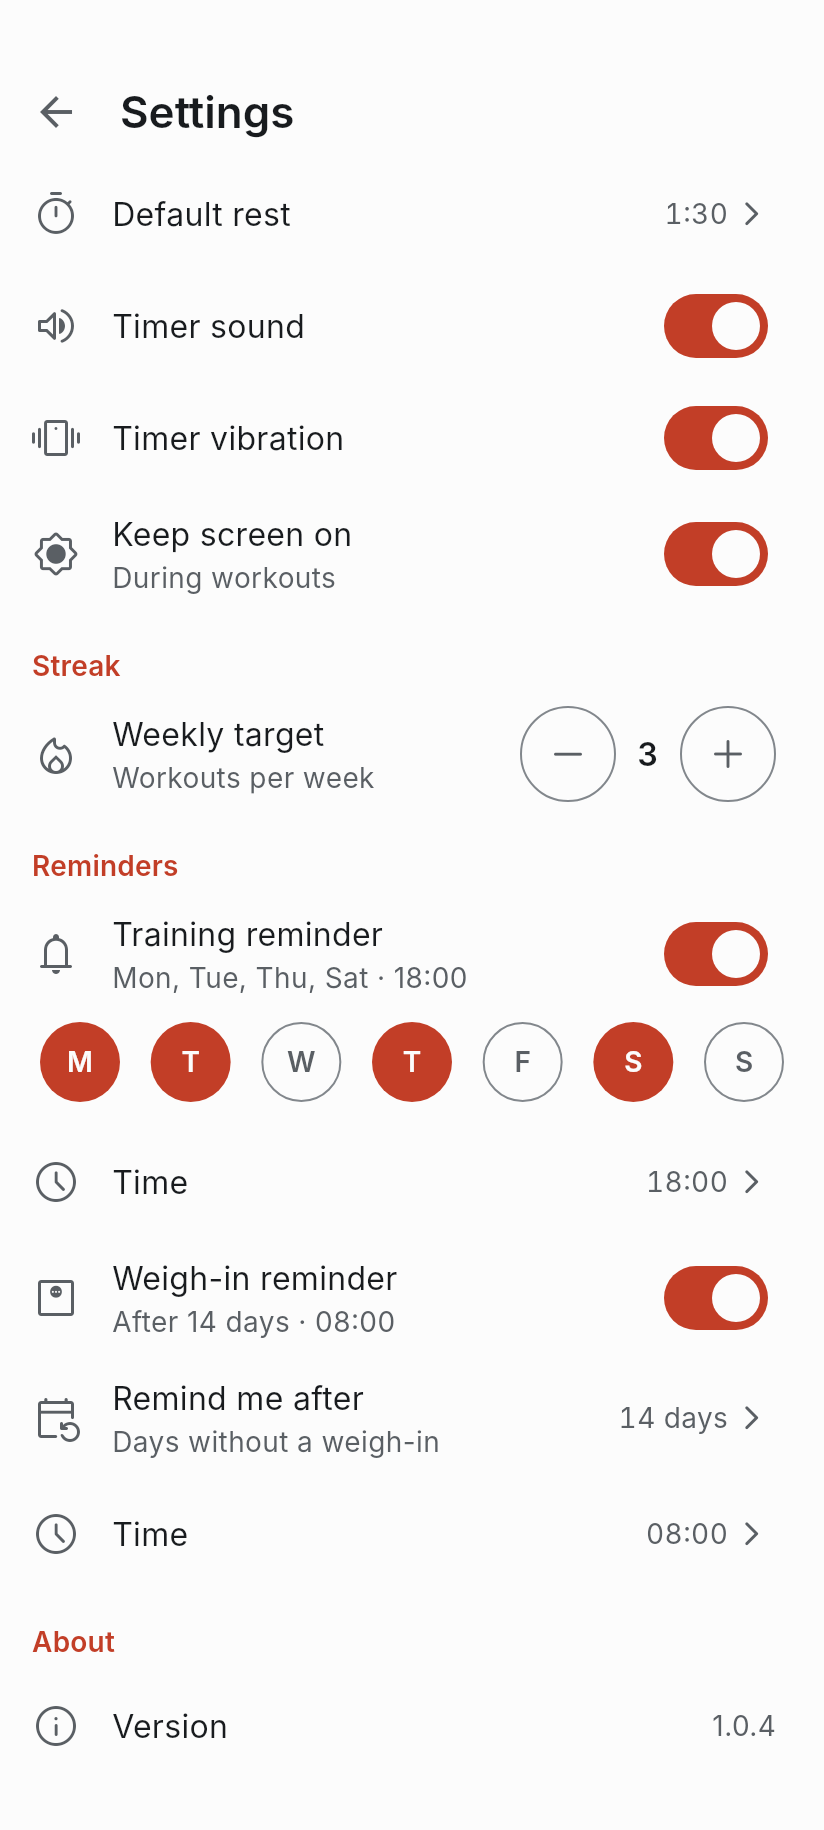 Settings
Default rest 1:30
Timer sound
Timer vibration
Keep screen on
During workouts
Streak
Weekly target
Workouts per week
3
Reminders
Training reminder
Mon, Tue, Thu, Sat · 18:00
M T W T F S S
Time 18:00
Weigh-in reminder
After 14 days · 08:00
Remind me after
Days without a weigh-in
14 days
Time 08:00
About
Version 1.0.4